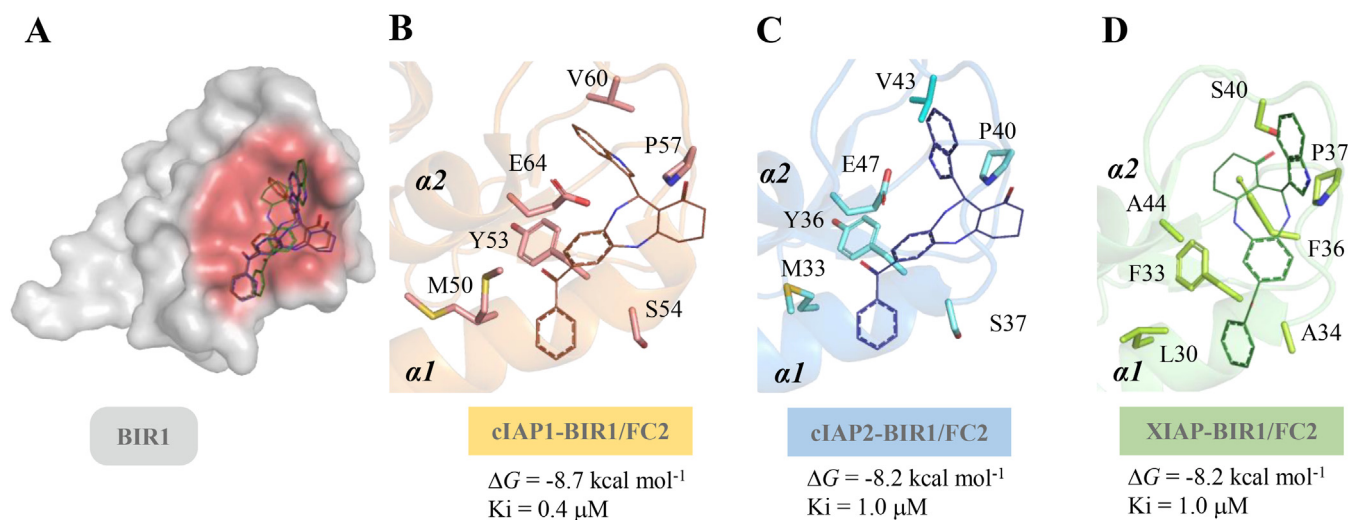 A
BIR1
B
V60
P57
E64
α2
Y53
M50
S54
α1
cIAP1-BIR1/FC2
ΔG = -8.7 kcal mol⁻¹
Ki = 0.4 μM
C
V43
P40
E47
α2
Y36
M33
S37
α1
cIAP2-BIR1/FC2
ΔG = -8.2 kcal mol⁻¹
Ki = 1.0 μM
D
S40
P37
α2
A44
F36
F33
A34
L30
α1
XIAP-BIR1/FC2
ΔG = -8.2 kcal mol⁻¹
Ki = 1.0 μM